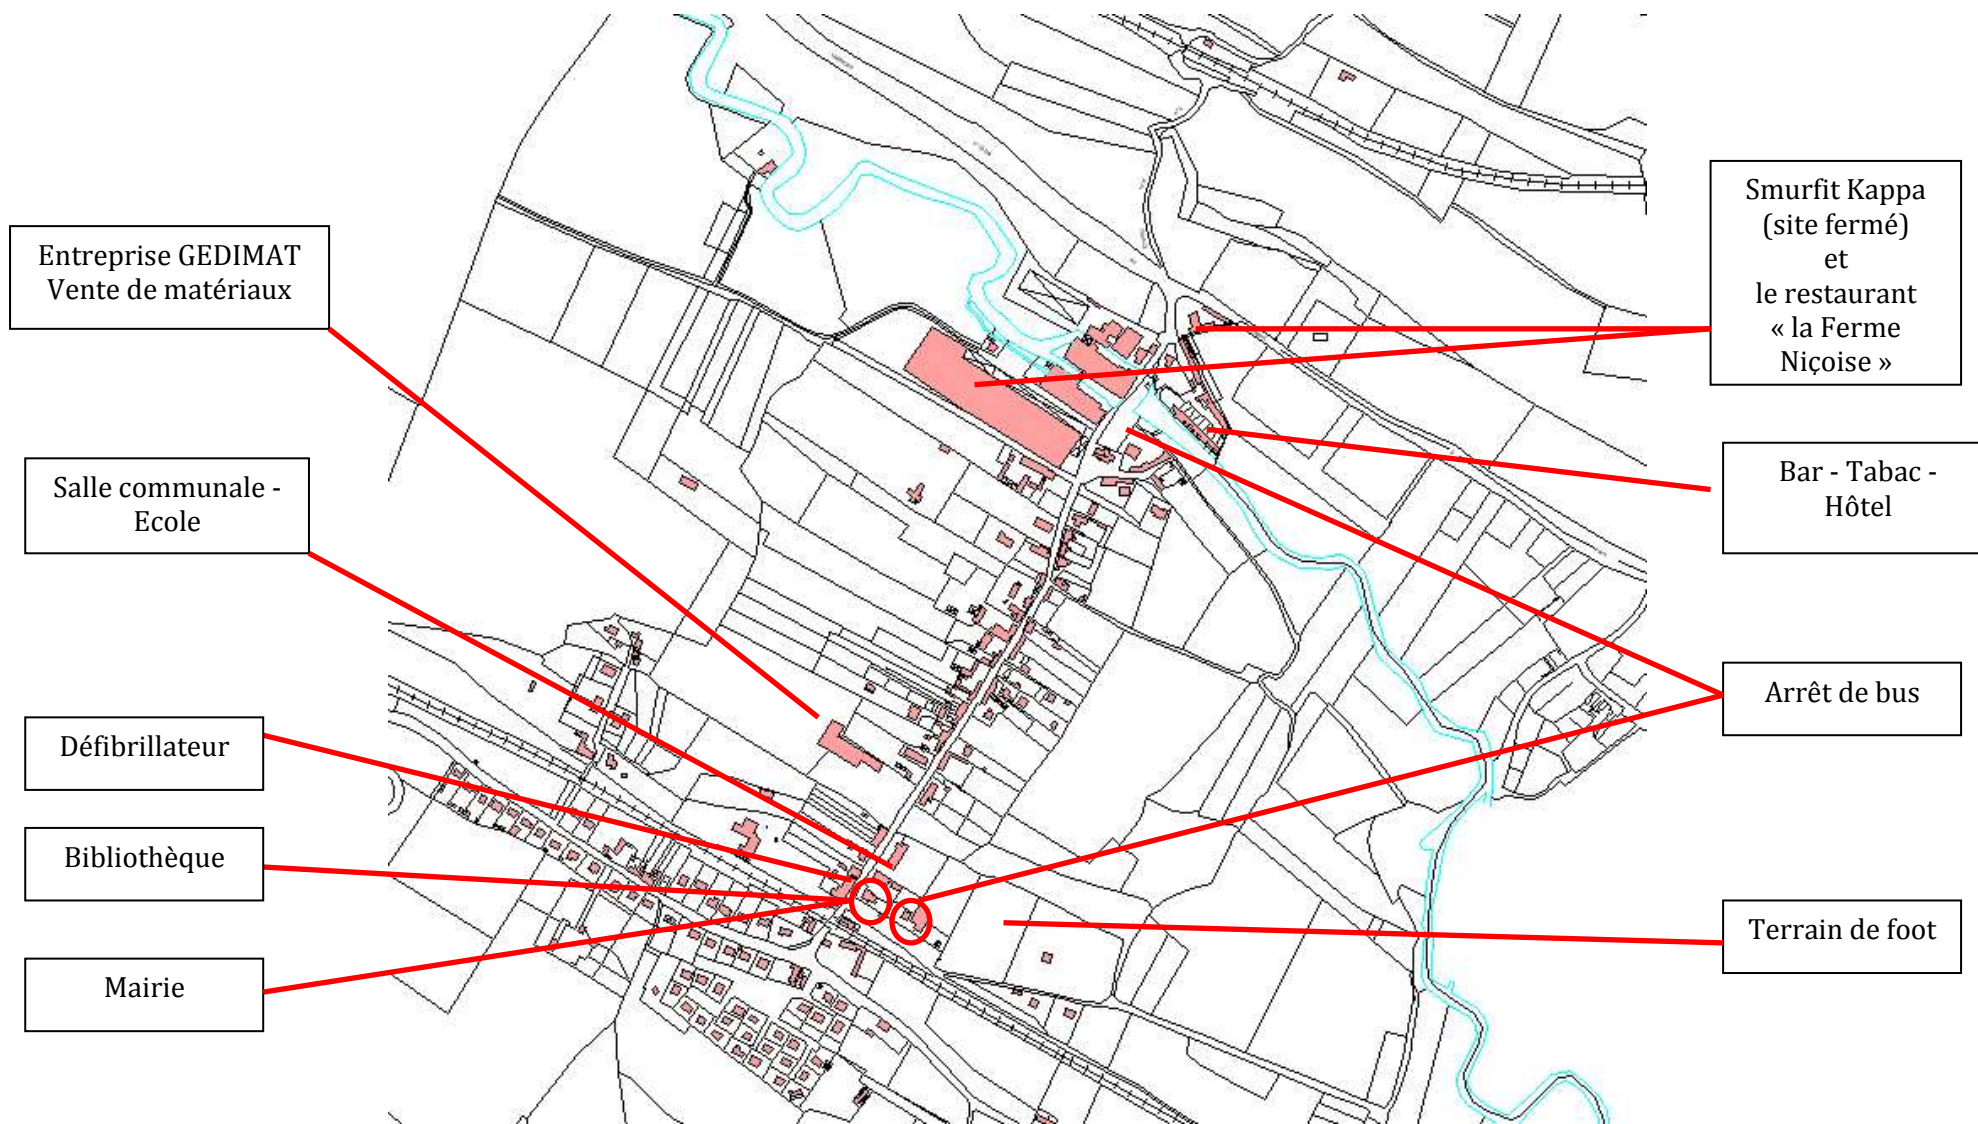 Entreprise GEDIMAT
Vente de matériaux
Salle communale -
Ecole
Défibrillateur
Bibliothèque
Mairie
Smurfit Kappa
(site fermé)
et
le restaurant
« la Ferme
Niçoise »
Bar - Tabac -
Hôtel
Arrêt de bus
Terrain de foot